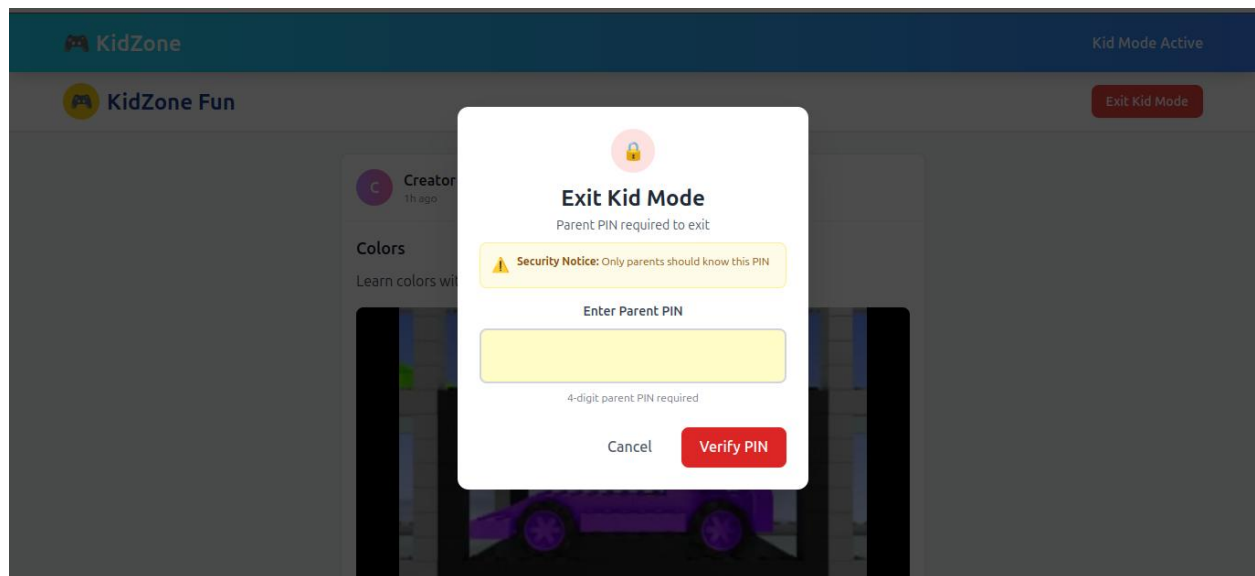 KidZone
Kid Mode Active
KidZone Fun
Exit Kid Mode
C
Creator
1h ago
Colors
Learn colors
Exit Kid Mode
Parent PIN required to exit
Security Notice: Only parents should know this PIN
Enter Parent PIN
4-digit parent PIN required
Cancel
Verify PIN